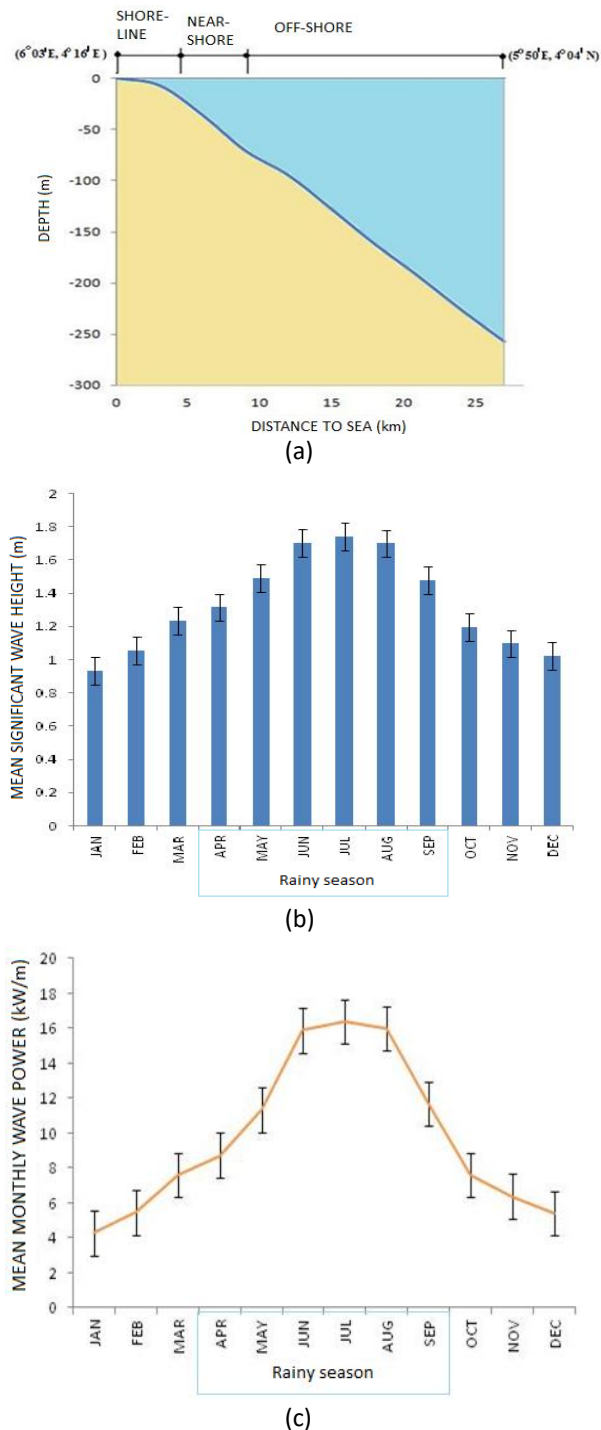 SHORE-LINE
NEAR-SHORE
OFF-SHORE
(6° 03'E, 4° 16' E)
(5° 50'E, 4° 04' N)
DEPTH (m)
0
-50
-100
-150
-200
-250
-300
0 5 10 15 20 25
DISTANCE TO SEA (km)
(a)
MEAN SIGNIFICANT WAVE HEIGHT (m)
2
1.8
1.6
1.4
1.2
1
0.8
0.6
0.4
0.2
0
JAN FEB MAR APR MAY JUN JUL AUG SEP OCT NOV DEC
Rainy season
(b)
MEAN MONTHLY WAVE POWER (kW/m)
20
18
16
14
12
10
8
6
4
2
0
JAN FEB MAR APR MAY JUN JUL AUG SEP OCT NOV DEC
Rainy season
(c)